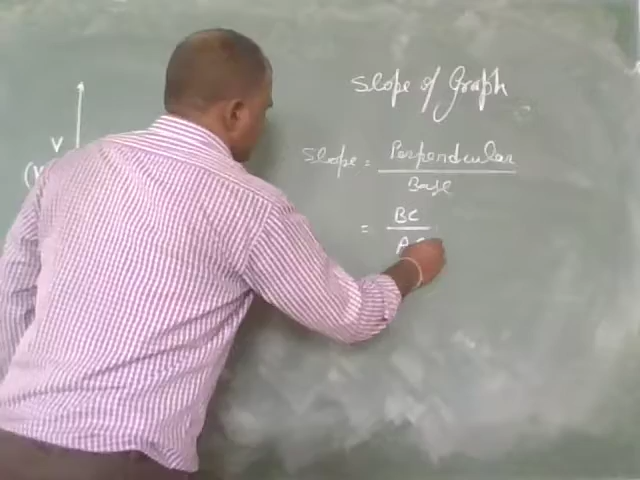 Slope of Graph
V
Slope = Perpendicular
Base
= BC